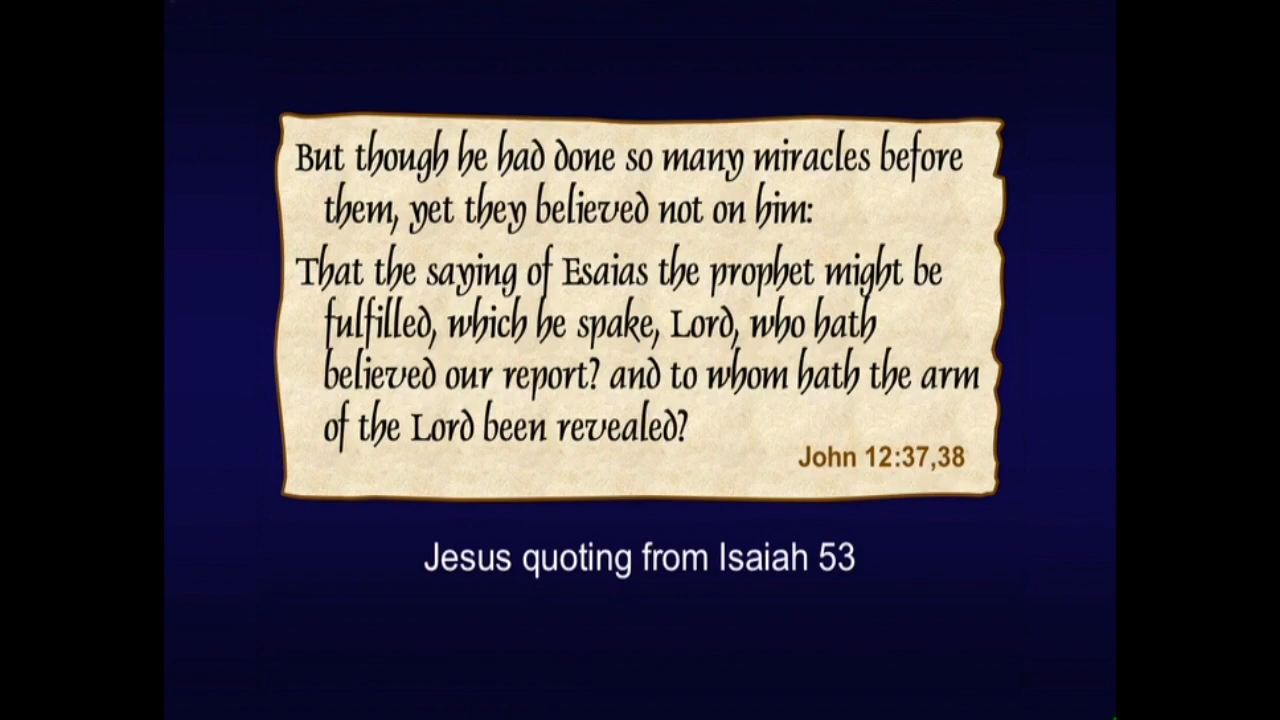 But though he had done so many miracles before
them, yet they believed not on him:
That the saying of Esaias the prophet might be
fulfilled, which he spake, Lord, who hath
believed our report? and to whom hath the arm
of the Lord been revealed?
John 12:37,38
Jesus quoting from Isaiah 53